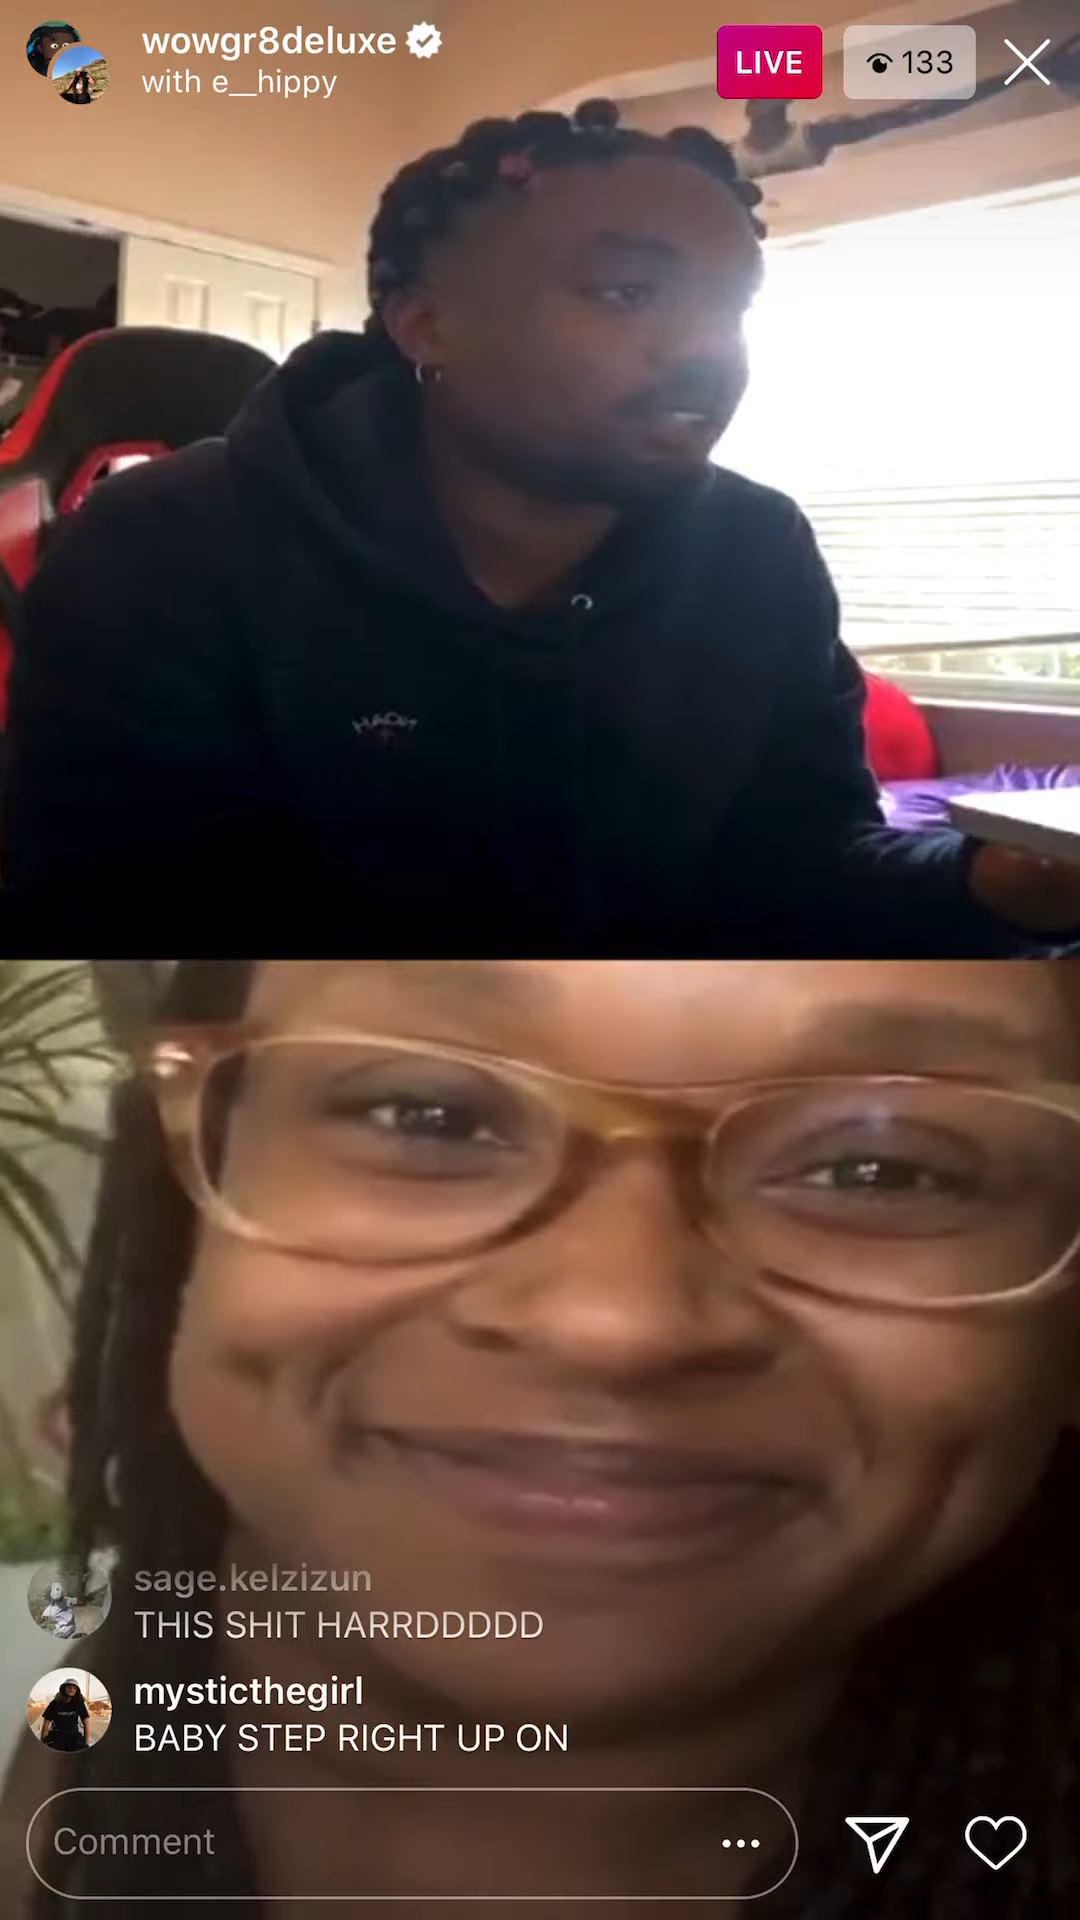 wowgr8deluxe
with e__hippy
LIVE
133
sage.kelzizun
THIS SHIT HARRDDDDD
mysticthegirl
BABY STEP RIGHT UP ON
Comment